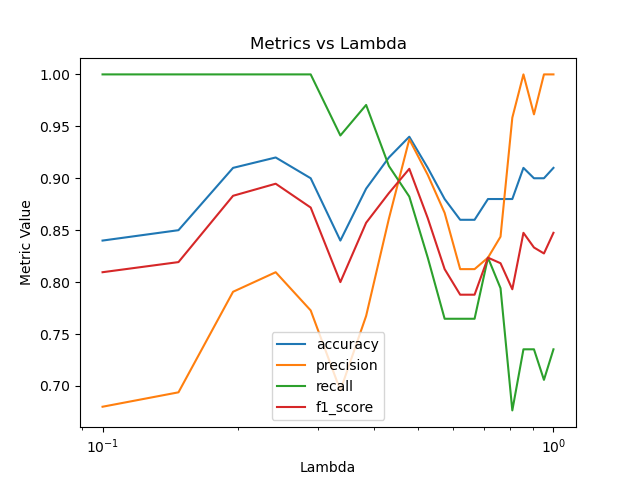 Metrics vs Lambda
1.00
0.95
0.90
0.85
0.80
0.75
0.70
Metric Value
accuracy
precision
recall
f1_score
10⁻¹
10⁰
Lambda